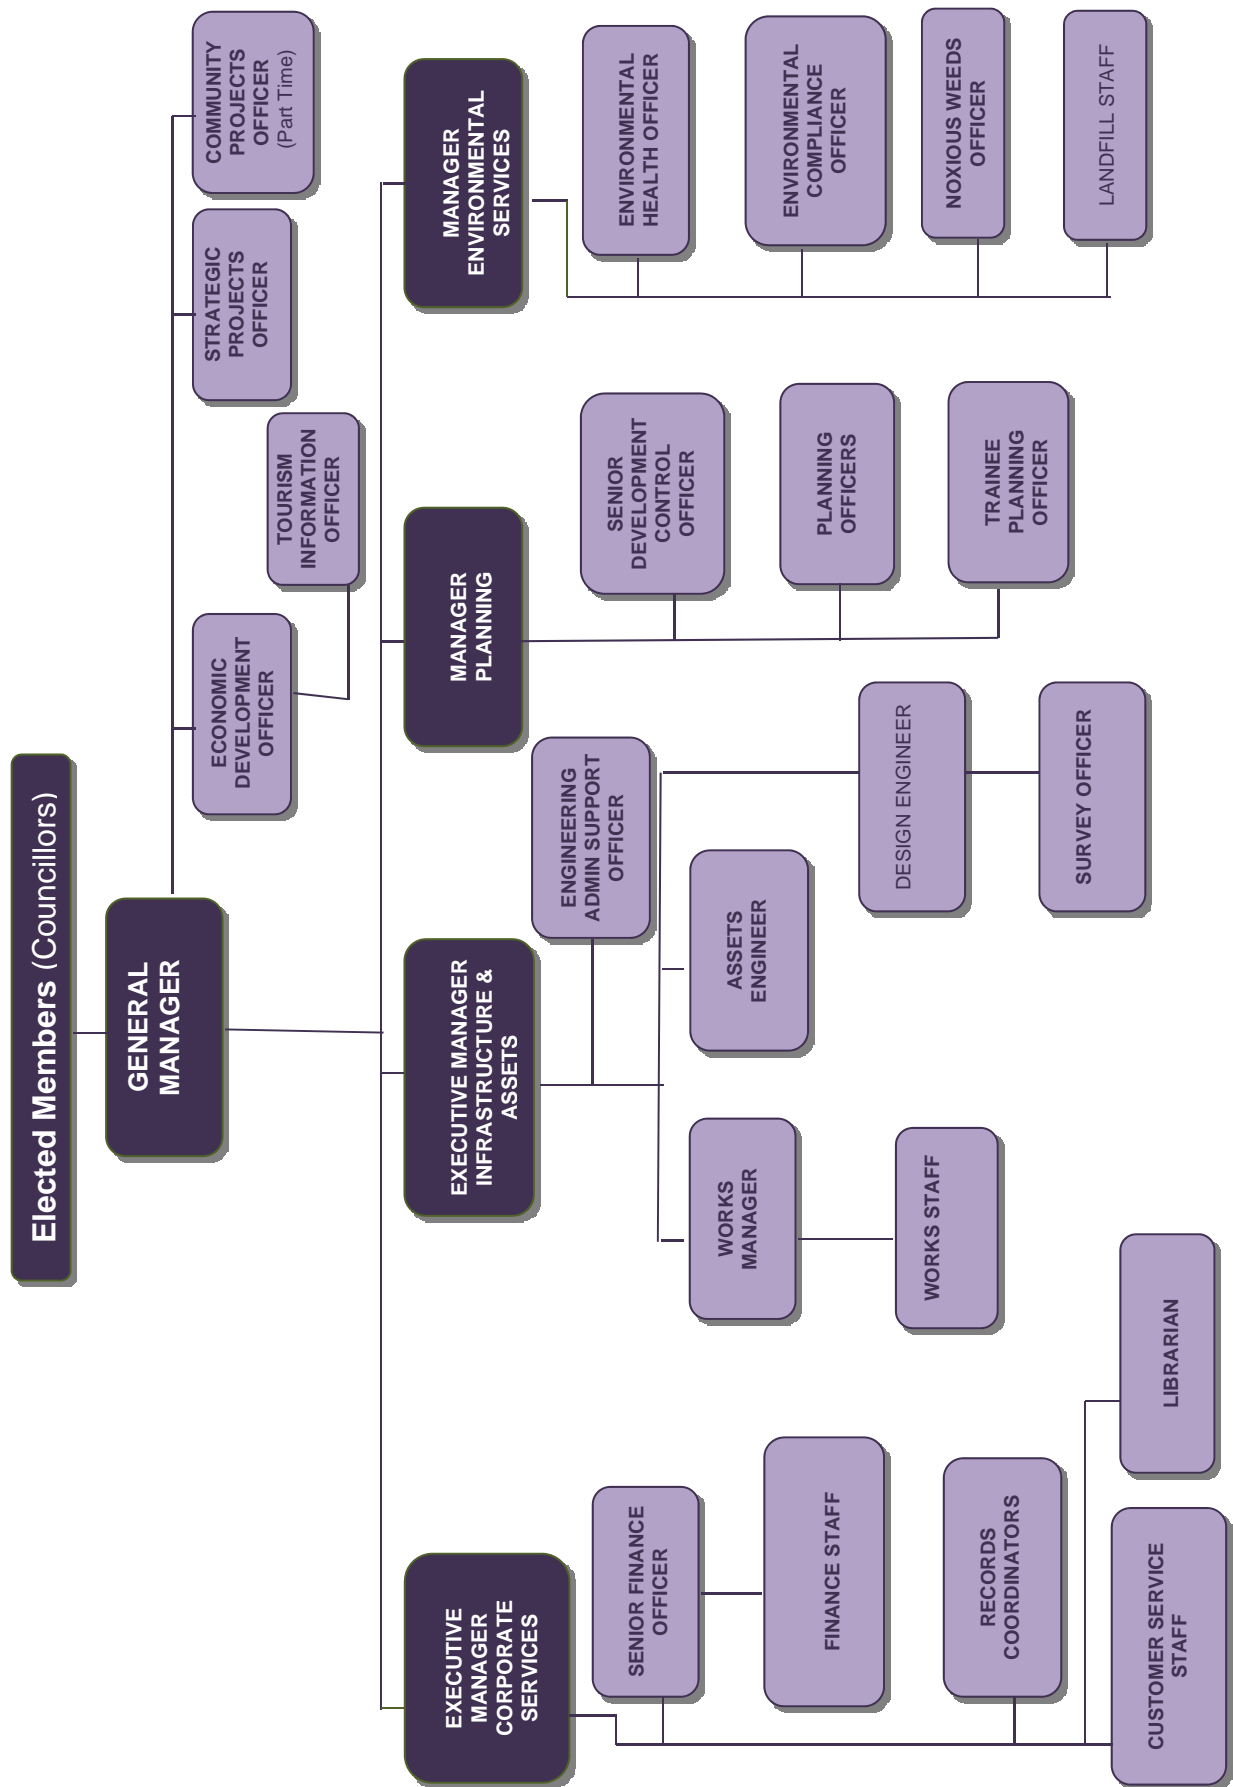 Elected Members (Councillors)
GENERAL
MANAGER
ECONOMIC
DEVELOPMENT
OFFICER
TOURISM
INFORMATION
OFFICER
STRATEGIC
PROJECTS
OFFICER
COMMUNITY
PROJECTS
OFFICER
(Part Time)
EXECUTIVE
MANAGER
CORPORATE
SERVICES
EXECUTIVE MANAGER
INFRASTRUCTURE &
ASSETS
MANAGER
PLANNING
MANAGER
ENVIRONMENTAL
SERVICES
SENIOR FINANCE
OFFICER
FINANCE STAFF
RECORDS
COORDINATORS
CUSTOMER SERVICE
STAFF
LIBRARIAN
ENGINEERING
ADMIN SUPPORT
OFFICER
WORKS
MANAGER
WORKS STAFF
ASSETS
ENGINEER
DESIGN ENGINEER
SURVEY OFFICER
SENIOR
DEVELOPMENT
CONTROL
OFFICER
PLANNING
OFFICERS
TRAINEE
PLANNING
OFFICER
ENVIRONMENTAL
HEALTH OFFICER
ENVIRONMENTAL
COMPLIANCE
OFFICER
NOXIOUS WEEDS
OFFICER
LANDFILL STAFF